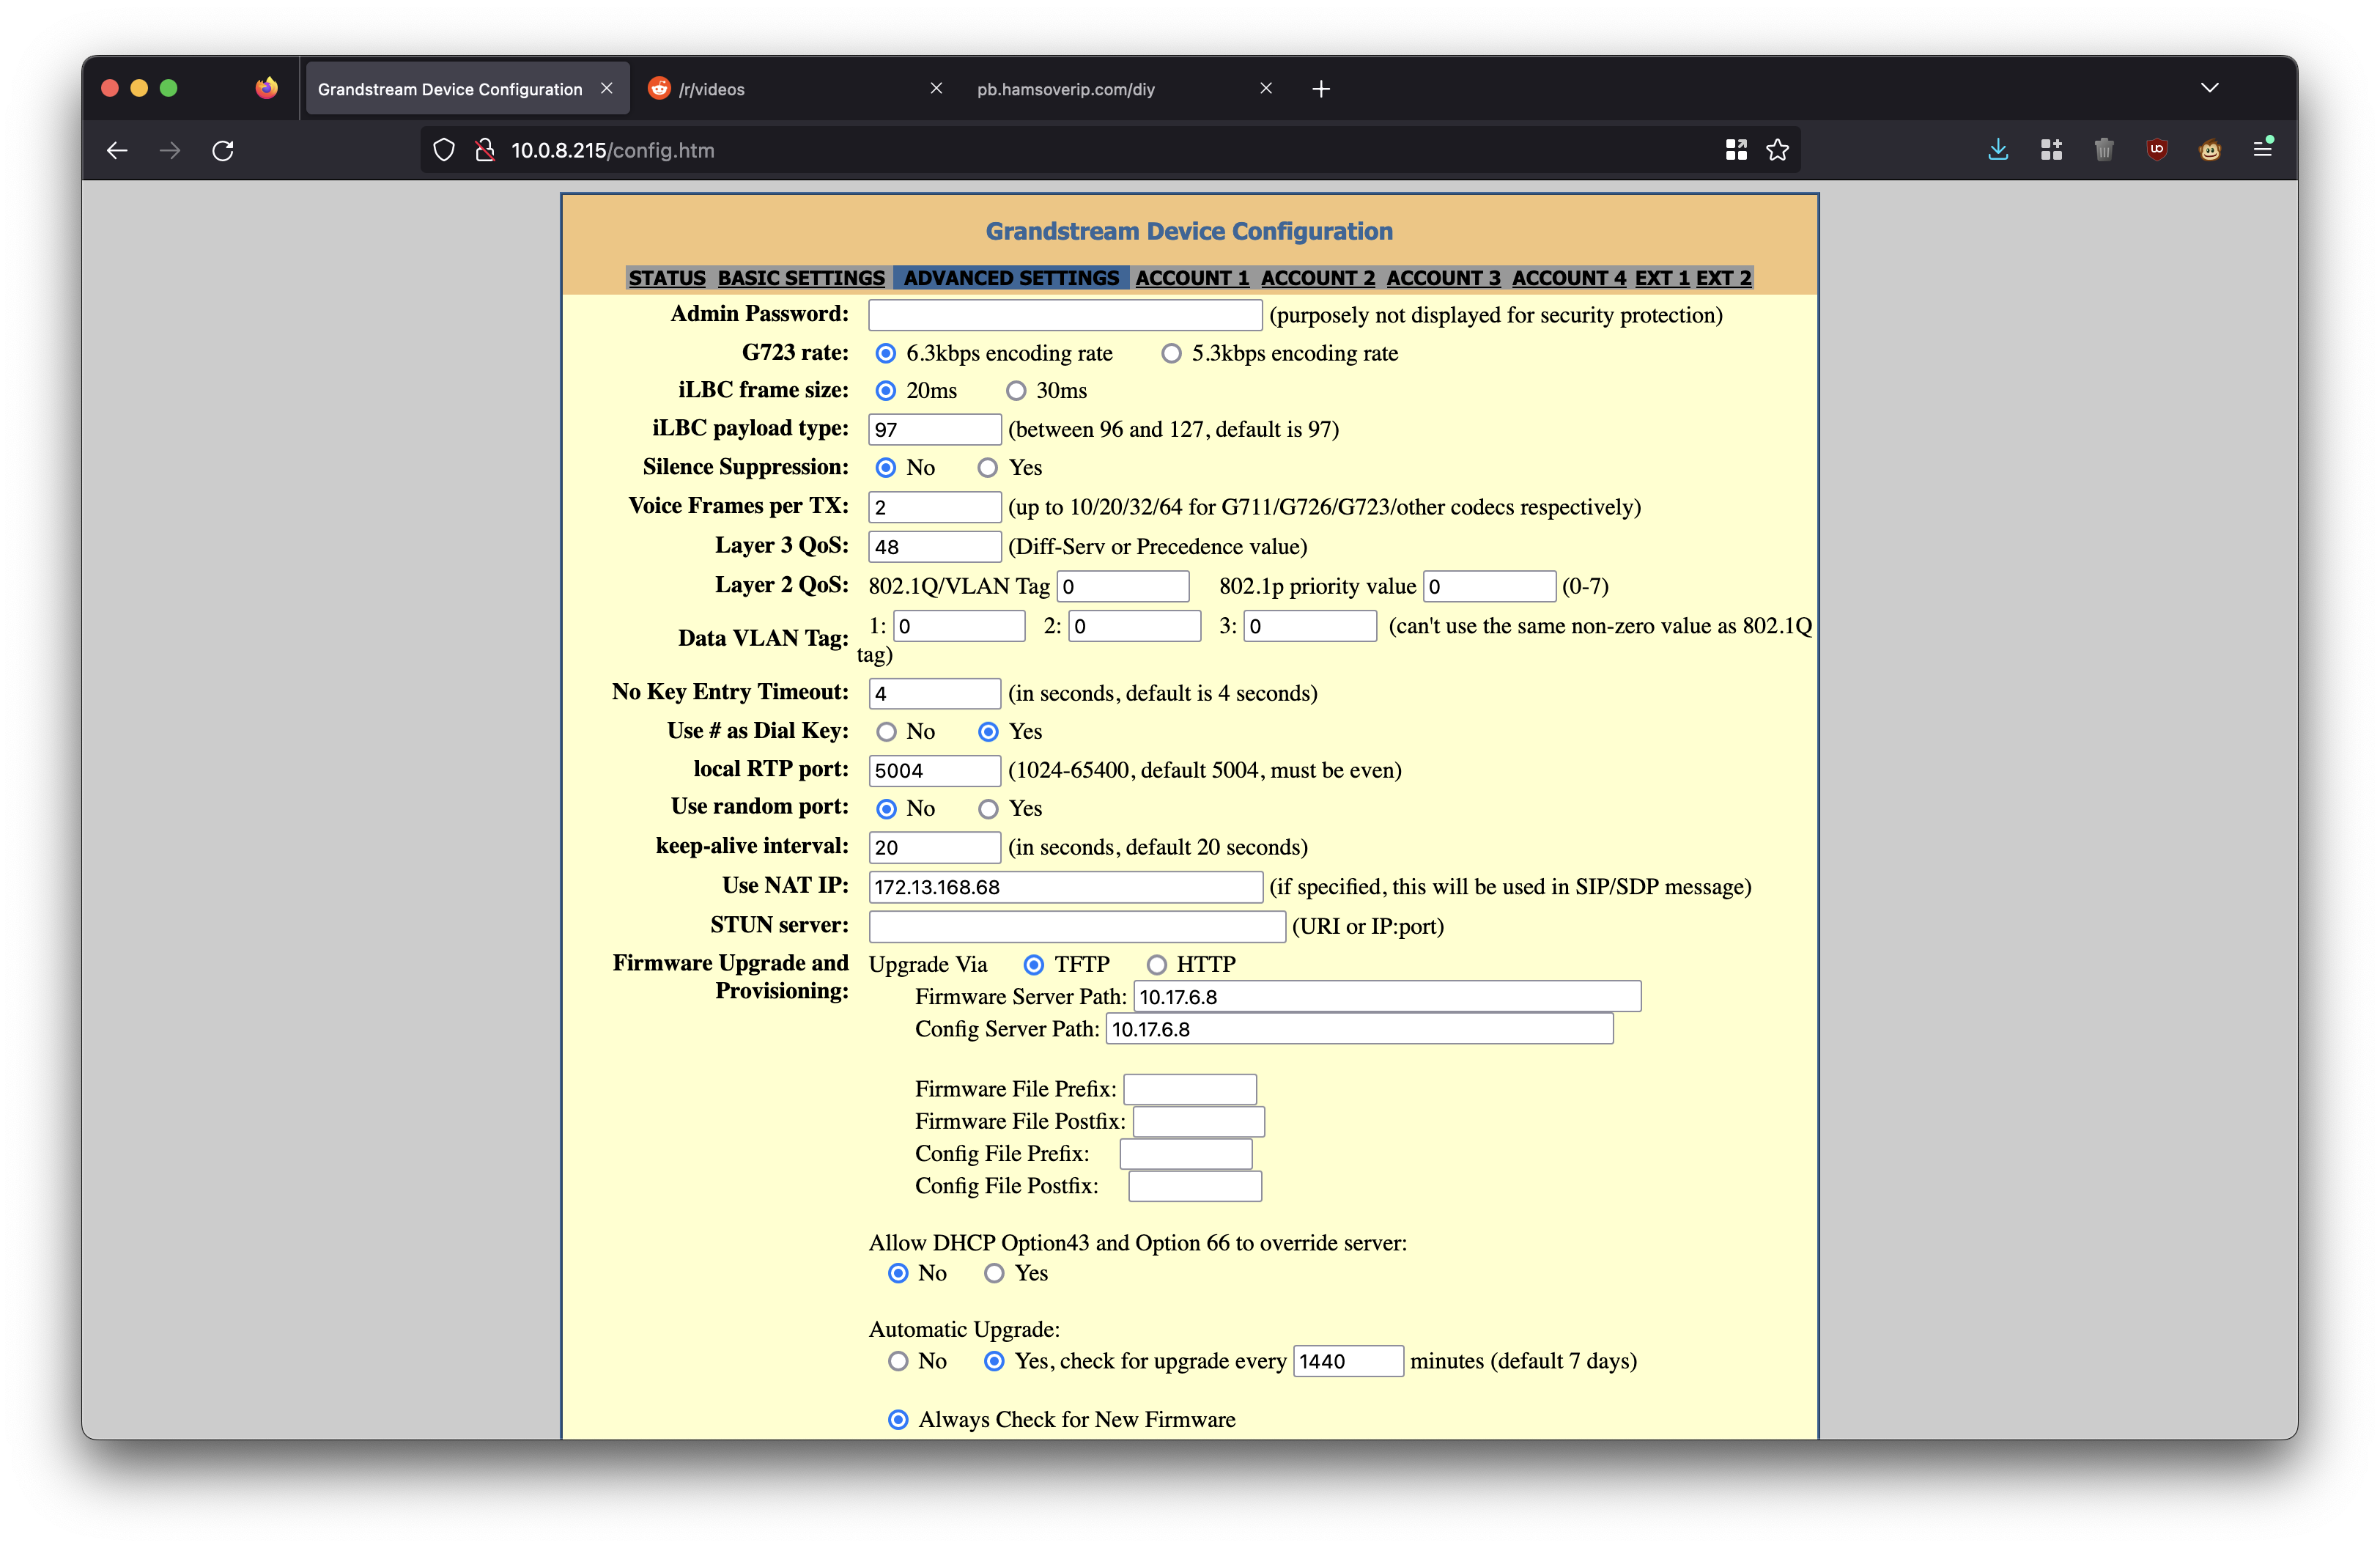 Grandstream Device Configuration
/r/videos
pb.hamsoverip.com/diy
10.0.8.215/config.htm
Grandstream Device Configuration
STATUS BASIC SETTINGS ADVANCED SETTINGS ACCOUNT 1 ACCOUNT 2 ACCOUNT 3 ACCOUNT 4 EXT 1 EXT 2
Admin Password: (purposely not displayed for security protection)
G723 rate: 6.3kbps encoding rate 5.3kbps encoding rate
iLBC frame size: 20ms 30ms
iLBC payload type: 97 (between 96 and 127, default is 97)
Silence Suppression: No Yes
Voice Frames per TX: 2 (up to 10/20/32/64 for G711/G726/G723/other codecs respectively)
Layer 3 QoS: 48 (Diff-Serv or Precedence value)
Layer 2 QoS: 802.1Q/VLAN Tag 0 802.1p priority value 0 (0-7)
Data VLAN Tag: 1: 0 2: 0 3: 0 (can't use the same non-zero value as 802.1Q
tag)
No Key Entry Timeout: 4 (in seconds, default is 4 seconds)
Use # as Dial Key: No Yes
local RTP port: 5004 (1024-65400, default 5004, must be even)
Use random port: No Yes
keep-alive interval: 20 (in seconds, default 20 seconds)
Use NAT IP: 172.13.168.68 (if specified, this will be used in SIP/SDP message)
STUN server: (URI or IP:port)
Firmware Upgrade and
Provisioning:
Upgrade Via TFTP HTTP
Firmware Server Path: 10.17.6.8
Config Server Path: 10.17.6.8
Firmware File Prefix:
Firmware File Postfix:
Config File Prefix:
Config File Postfix:
Allow DHCP Option43 and Option 66 to override server:
No Yes
Automatic Upgrade:
No Yes, check for upgrade every 1440 minutes (default 7 days)
Always Check for New Firmware